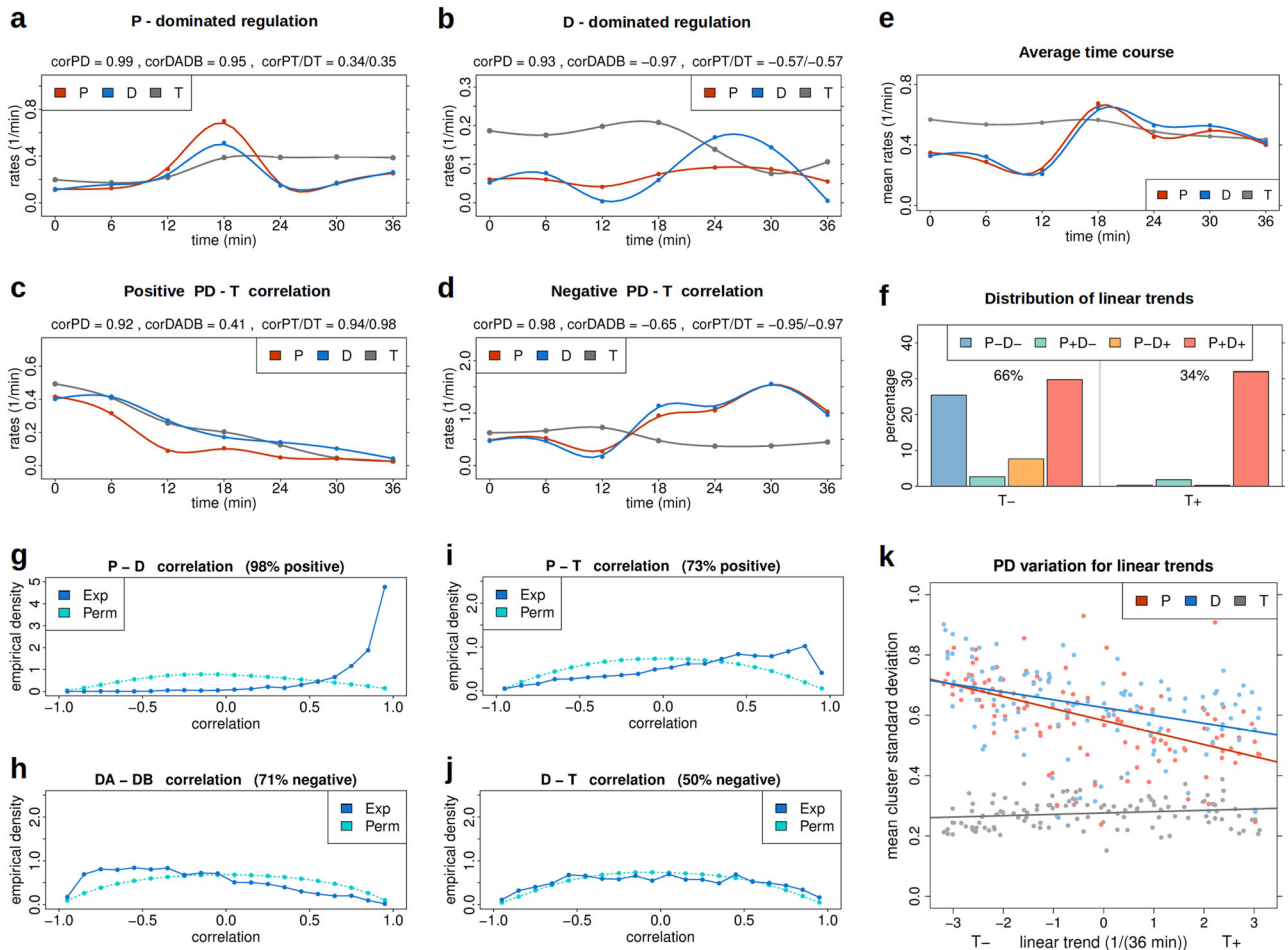 a P - dominated regulation
corPD = 0.99 , corDADB = 0.95 , corPT/DT = 0.34/0.35
P D T
rates (1/min)
0.0 0.4 0.8
0 6 12 18 24 30 36
time (min)
b D - dominated regulation
corPD = 0.93 , corDADB = −0.97 , corPT/DT = −0.57/−0.57
P D T
rates (1/min)
0.0 0.1 0.2 0.3
0 6 12 18 24 30 36
time (min)
e Average time course
mean rates (1/min)
0.0 0.4 0.8
P D T
0 6 12 18 24 30 36
time (min)
c Positive PD - T correlation
corPD = 0.92 , corDADB = 0.41 , corPT/DT = 0.94/0.98
P D T
rates (1/min)
0.0 0.2 0.4 0.6
0 6 12 18 24 30 36
time (min)
d Negative PD - T correlation
corPD = 0.98 , corDADB = −0.65 , corPT/DT = −0.95/−0.97
P D T
rates (1/min)
0.0 1.0 2.0
0 6 12 18 24 30 36
time (min)
f Distribution of linear trends
P−D− P+D− P−D+ P+D+
66% 34%
percentage
0 10 20 30 40
T− T+
g P − D correlation (98% positive)
Exp
Perm
empirical density
0 1 2 3 4 5
−1.0 −0.5 0.0 0.5 1.0
correlation
i P − T correlation (73% positive)
Exp
Perm
empirical density
0.0 1.0 2.0
−1.0 −0.5 0.0 0.5 1.0
correlation
h DA − DB correlation (71% negative)
Exp
Perm
empirical density
0.0 1.0 2.0
−1.0 −0.5 0.0 0.5 1.0
correlation
j D − T correlation (50% negative)
Exp
Perm
empirical density
0.0 1.0 2.0
−1.0 −0.5 0.0 0.5 1.0
correlation
k PD variation for linear trends
P D T
mean cluster standard deviation
0.0 0.2 0.4 0.6 0.8 1.0
−3 −2 −1 0 1 2 3
T− linear trend (1/(36 min)) T+